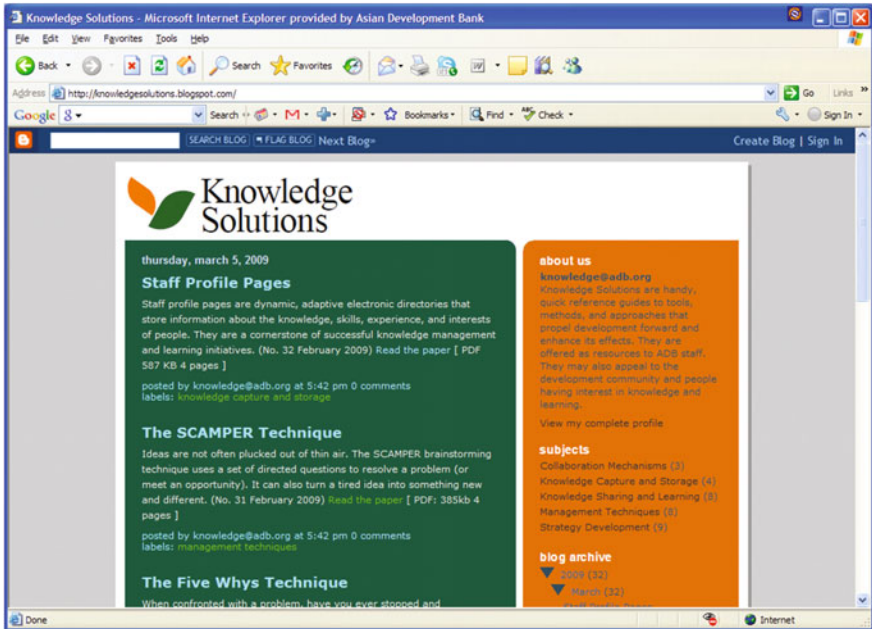 Knowledge Solutions - Microsoft Internet Explorer provided by Asian Development Bank
File Edit View Favorites Tools Help
Back Search Favorites
Address http://knowledgesolutions.blogspot.com/ Go Links »
Google Search Bookmarks Find Check Sign In
SEARCH BLOG FLAG BLOG Next Blog» Create Blog | Sign In
Knowledge
Solutions
thursday, march 5, 2009
Staff Profile Pages
Staff profile pages are dynamic, adaptive electronic directories that
store information about the knowledge, skills, experience, and interests
of people. They are a cornerstone of successful knowledge management
and learning initiatives. (No. 32 February 2009) Read the paper [ PDF
587 KB 4 pages ]
posted by knowledge@adb.org at 5:42 pm 0 comments
labels: knowledge capture and storage
The SCAMPER Technique
Ideas are not often plucked out of thin air. The SCAMPER brainstorming
technique uses a set of directed questions to resolve a problem (or
meet an opportunity). It can also turn a tired idea into something new
and different. (No. 31 February 2009) Read the paper [ PDF: 385kb 4
pages ]
posted by knowledge@adb.org at 5:42 pm 0 comments
labels: management techniques
The Five Whys Technique
When confronted with a problem, have you ever stopped and
about us
knowledge@adb.org
Knowledge Solutions are handy,
quick reference guides to tools,
methods, and approaches that
propel development forward and
enhance its effects. They are
offered as resources to ADB staff.
They may also appeal to the
development community and people
having interest in knowledge and
learning.
View my complete profile
subjects
Collaboration Mechanisms (3)
Knowledge Capture and Storage (4)
Knowledge Sharing and Learning (8)
Management Techniques (8)
Strategy Development (9)
blog archive
2009 (32)
March (32)
Staff Profile Pages
Done Internet